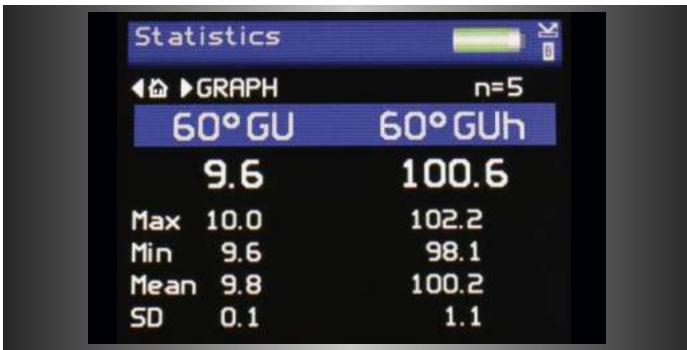 Statistics
B
GRAPH n=5
60°GU 60°GUh
9.6 100.6
Max 10.0 102.2
Min 9.6 98.1
Mean 9.8 100.2
SD 0.1 1.1